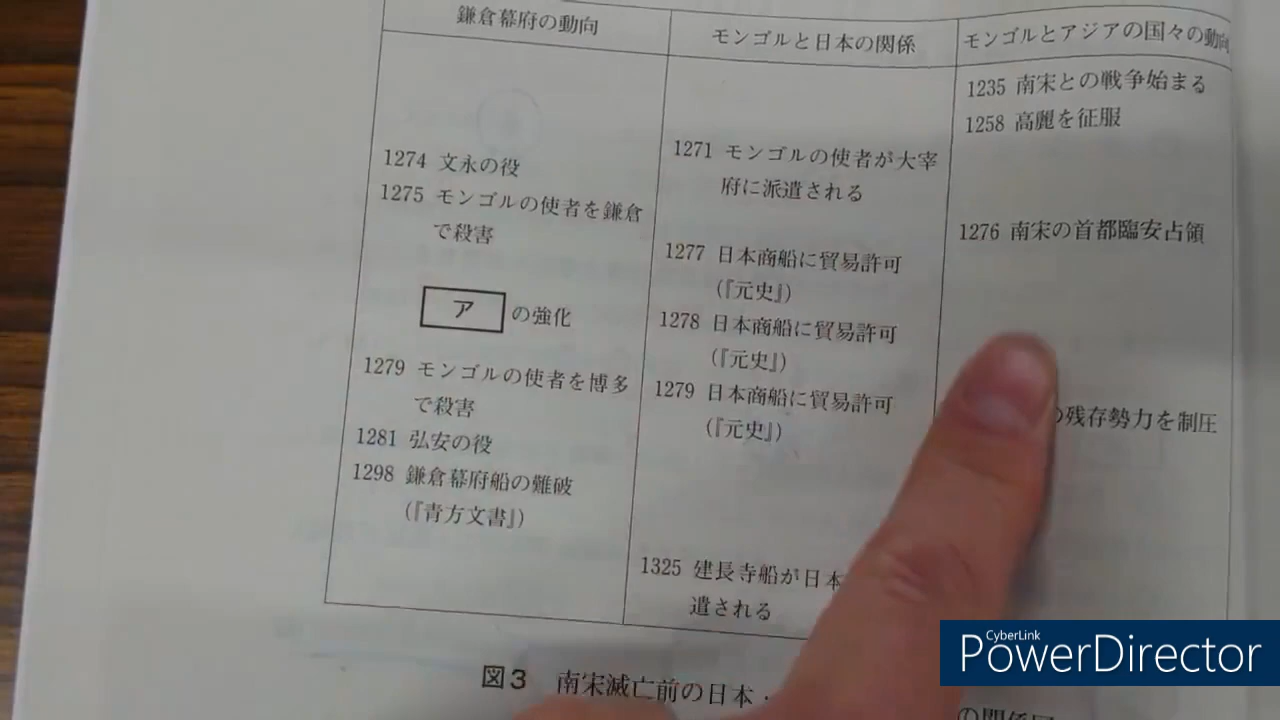 鎌倉幕府の動向
モンゴルと日本の関係
モンゴルとアジアの国々の動向
1274 文永の役
1275 モンゴルの使者を鎌倉
で殺害
アの強化
1279 モンゴルの使者を博多
で殺害
1281 弘安の役
1298 鎌倉幕府船の難破
(『青方文書』)
1271 モンゴルの使者が大宰
府に派遣される
1277 日本商船に貿易許可
(『元史』)
1278 日本商船に貿易許可
(『元史』)
1279 日本商船に貿易許可
(『元史』)
1325 建長寺船が日本
遣される
1235 南宋との戦争始まる
1258 高麗を征服
1276 南宋の首都臨安占領
の残存勢力を制圧
図3 南宋滅亡前の日本・
CyberLink
PowerDirector